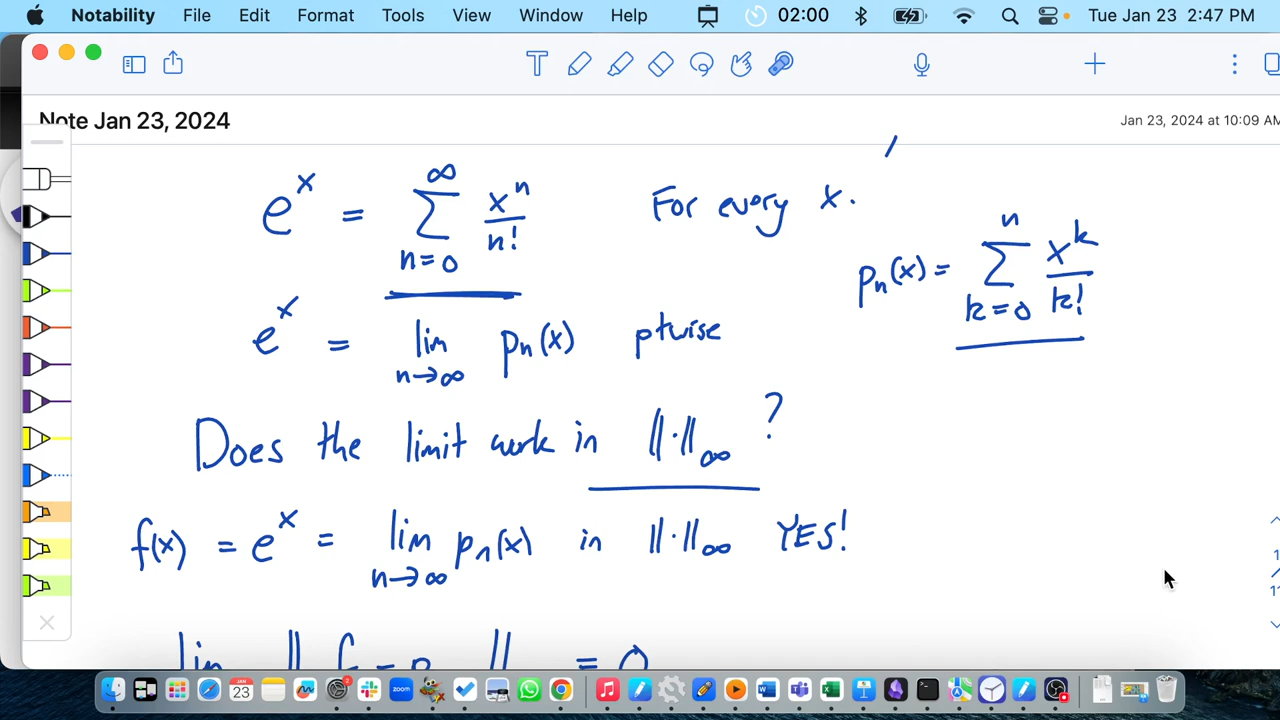 Notability File Edit Format Tools View Window Help 02:00 Tue Jan 23 2:47 PM
Note Jan 23, 2024
Jan 23, 2024 at 10:09 AM
e^x = ∑_{n=0}^{∞} x^n/n! For every x.
p_n(x) = ∑_{k=0}^{n} x^k/k!
e^x = lim_{n→∞} p_n(x) ptwise
Does the limit work in ‖·‖_∞ ?
f(x) = e^x = lim_{n→∞} p_n(x) in ‖·‖_∞ YES!
lim ‖ f - p ‖ = 0